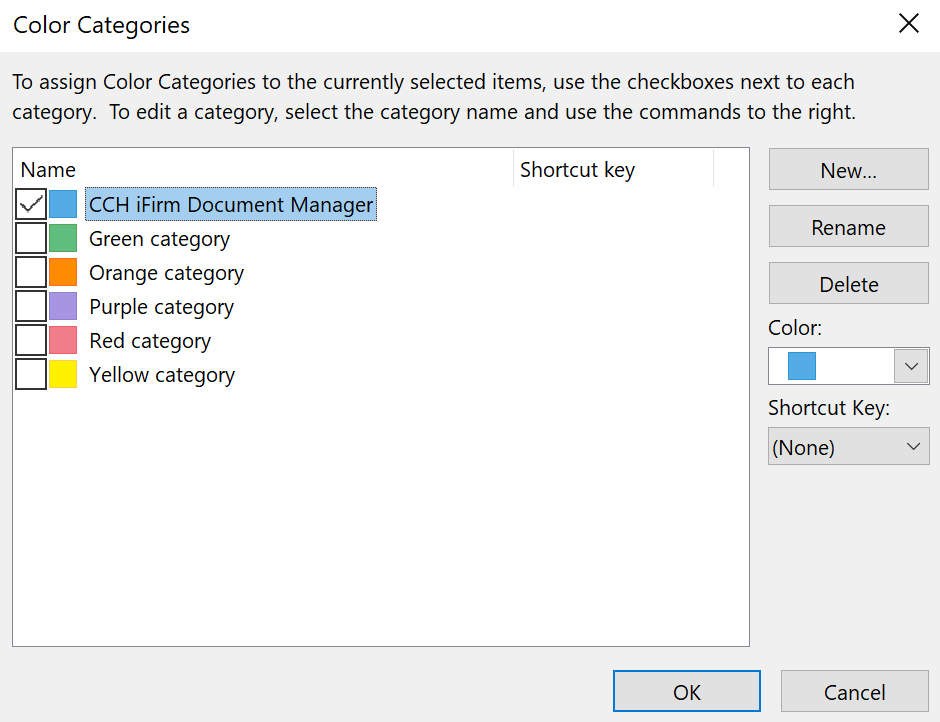 Color Categories
To assign Color Categories to the currently selected items, use the checkboxes next to each
category.  To edit a category, select the category name and use the commands to the right.
Name Shortcut key
CCH iFirm Document Manager
Green category
Orange category
Purple category
Red category
Yellow category
New...
Rename
Delete
Color:
Shortcut Key:
(None)
OK Cancel